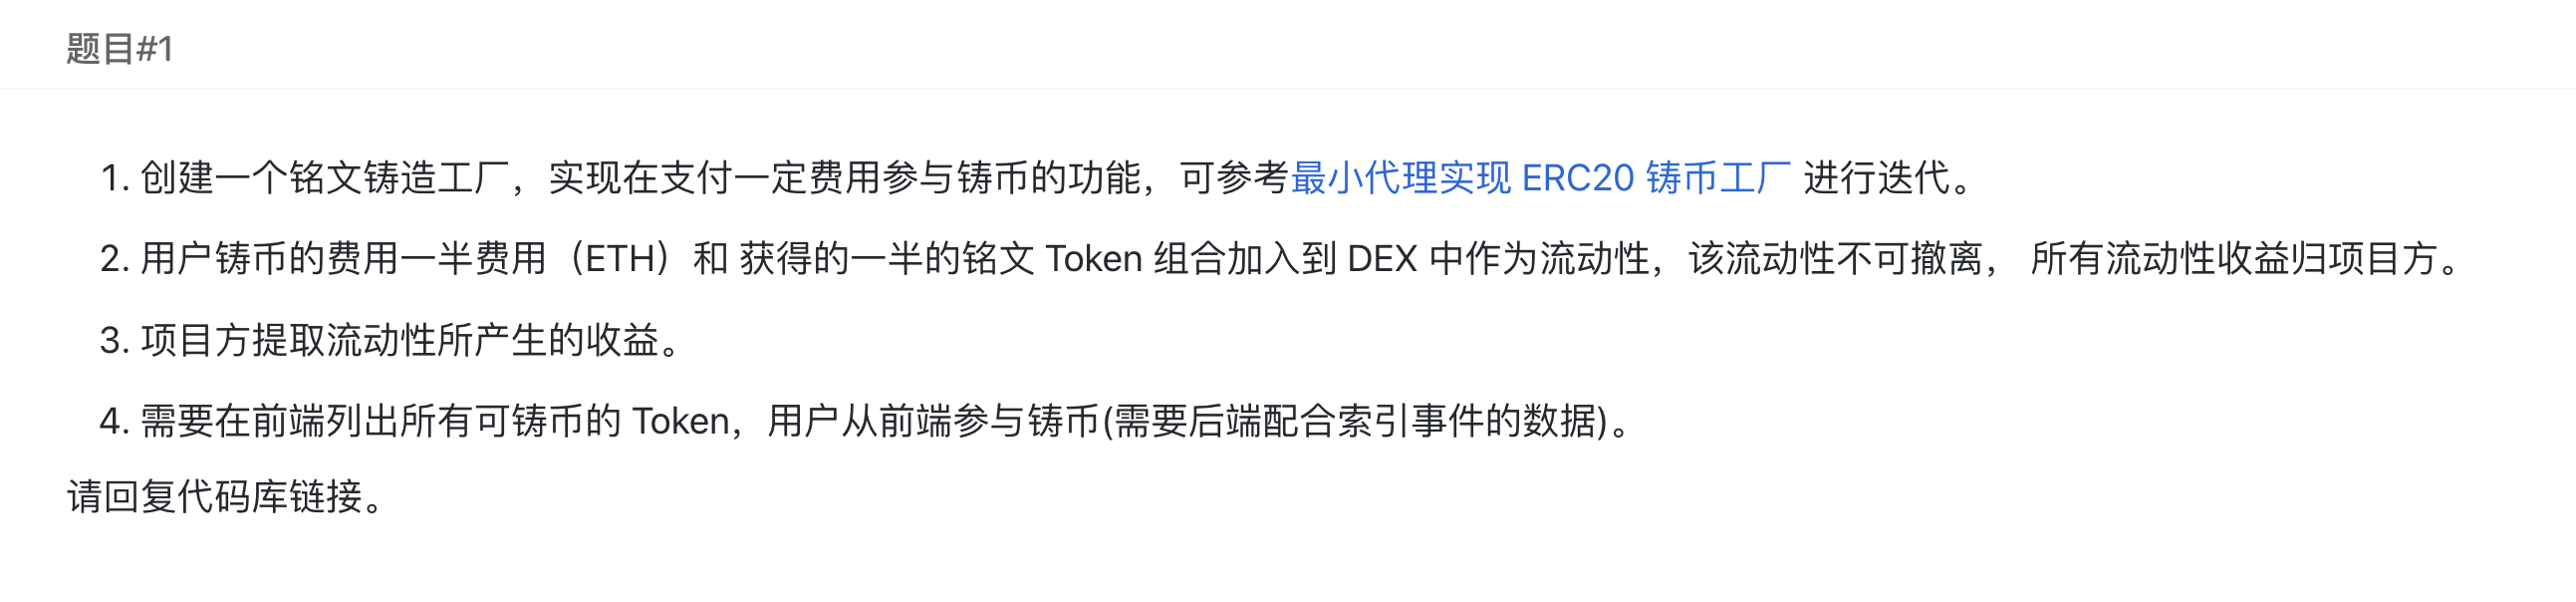 题目#1
1. 创建一个铭文铸造工厂，实现在支付一定费用参与铸币的功能，可参考最小代理实现 ERC20 铸币工厂 进行迭代。
2. 用户铸币的费用一半费用（ETH）和 获得的一半的铭文 Token 组合加入到 DEX 中作为流动性，该流动性不可撤离， 所有流动性收益归项目方。
3. 项目方提取流动性所产生的收益。
4. 需要在前端列出所有可铸币的 Token，用户从前端参与铸币(需要后端配合索引事件的数据)。
请回复代码库链接。